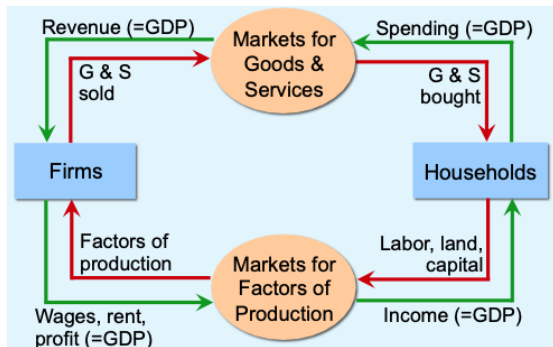 Revenue (=GDP)
Markets for
Goods &
Services
Spending (=GDP)
G & S
sold
G & S
bought
Firms
Households
Factors of
production
Markets for
Factors of
Production
Labor, land,
capital
Wages, rent,
profit (=GDP)
Income (=GDP)